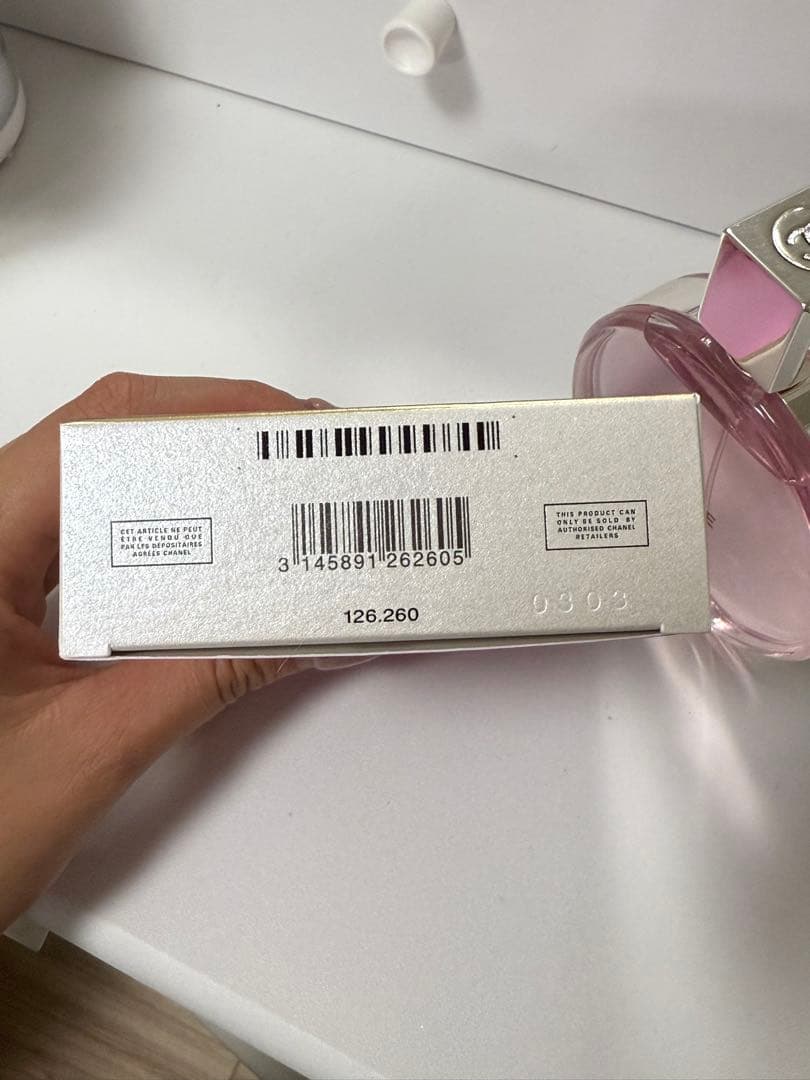 CET ARTICLE NE PEUT
ÊTRE VENDU QUE
PAR LES DÉPOSITAIRES
AGRÉÉS CHANEL
3 145891 262605
THIS PRODUCT CAN
ONLY BE SOLD BY
AUTHORISED CHANEL
RETAILERS
126.260
0303